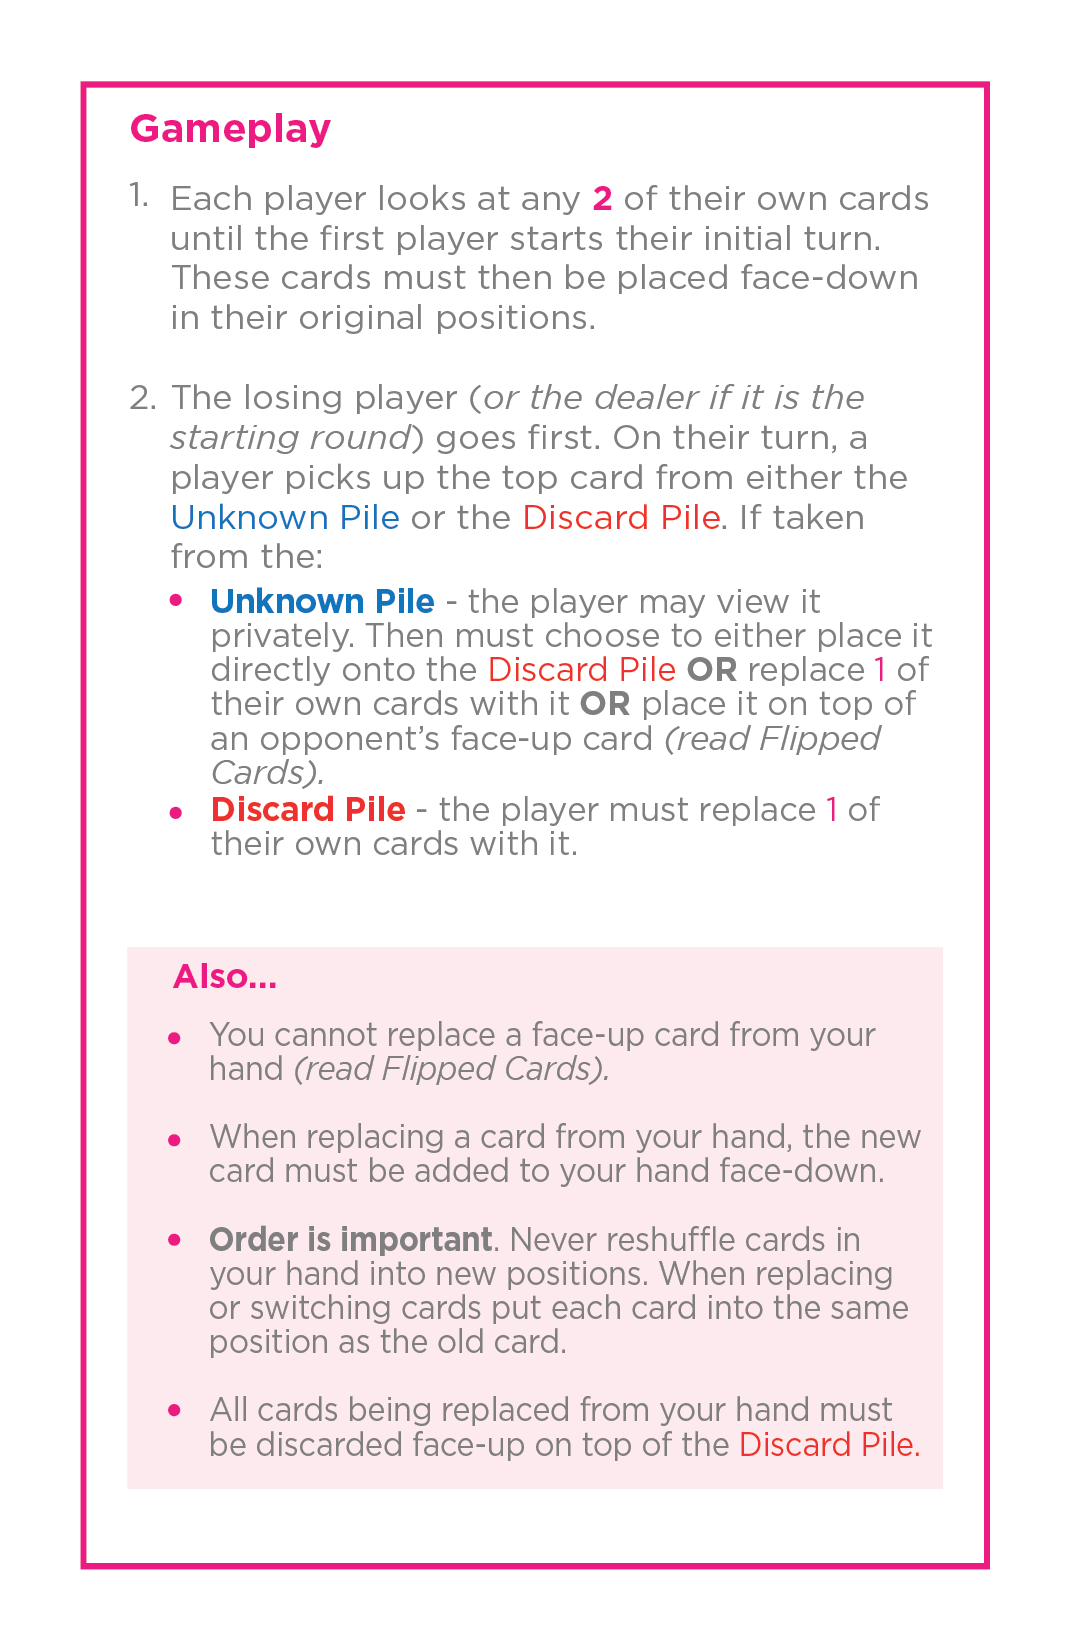 Gameplay
1. Each player looks at any 2 of their own cards
until the first player starts their initial turn.
These cards must then be placed face-down
in their original positions.
2. The losing player (or the dealer if it is the
starting round) goes first. On their turn, a
player picks up the top card from either the
Unknown Pile or the Discard Pile. If taken
from the:
• Unknown Pile - the player may view it
privately. Then must choose to either place it
directly onto the Discard Pile OR replace 1 of
their own cards with it OR place it on top of
an opponent’s face-up card (read Flipped
Cards).
• Discard Pile - the player must replace 1 of
their own cards with it.
Also...
• You cannot replace a face-up card from your
hand (read Flipped Cards).
• When replacing a card from your hand, the new
card must be added to your hand face-down.
• Order is important. Never reshuffle cards in
your hand into new positions. When replacing
or switching cards put each card into the same
position as the old card.
• All cards being replaced from your hand must
be discarded face-up on top of the Discard Pile.